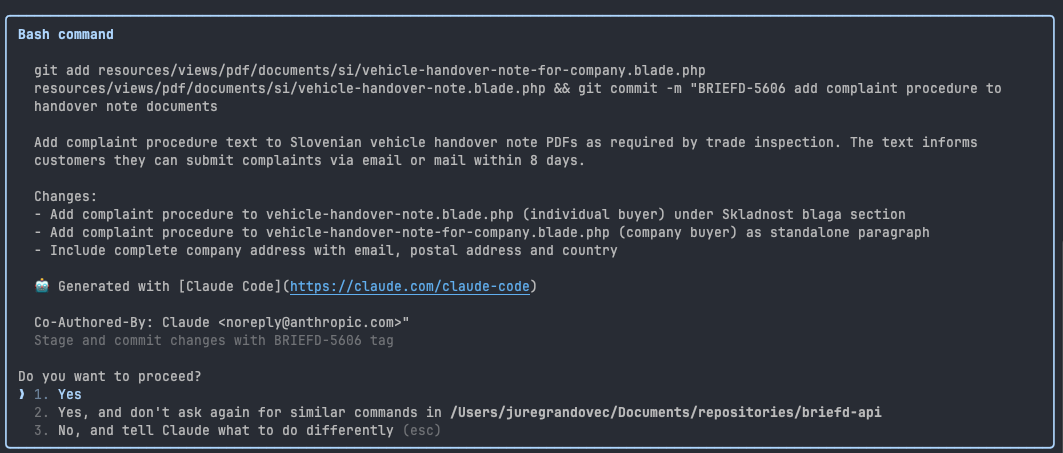 Bash command
git add resources/views/pdf/documents/si/vehicle-handover-note-for-company.blade.php
resources/views/pdf/documents/si/vehicle-handover-note.blade.php && git commit -m "BRIEFD-5606 add complaint procedure to
handover note documents
Add complaint procedure text to Slovenian vehicle handover note PDFs as required by trade inspection. The text informs
customers they can submit complaints via email or mail within 8 days.
Changes:
- Add complaint procedure to vehicle-handover-note.blade.php (individual buyer) under Skladnost blaga section
- Add complaint procedure to vehicle-handover-note-for-company.blade.php (company buyer) as standalone paragraph
- Include complete company address with email, postal address and country
🤖 Generated with [Claude Code](https://claude.com/claude-code)
Co-Authored-By: Claude <noreply@anthropic.com>"
Stage and commit changes with BRIEFD-5606 tag
Do you want to proceed?
❯ 1. Yes
2. Yes, and don't ask again for similar commands in /Users/juregrandovec/Documents/repositories/briefd-api
3. No, and tell Claude what to do differently (esc)